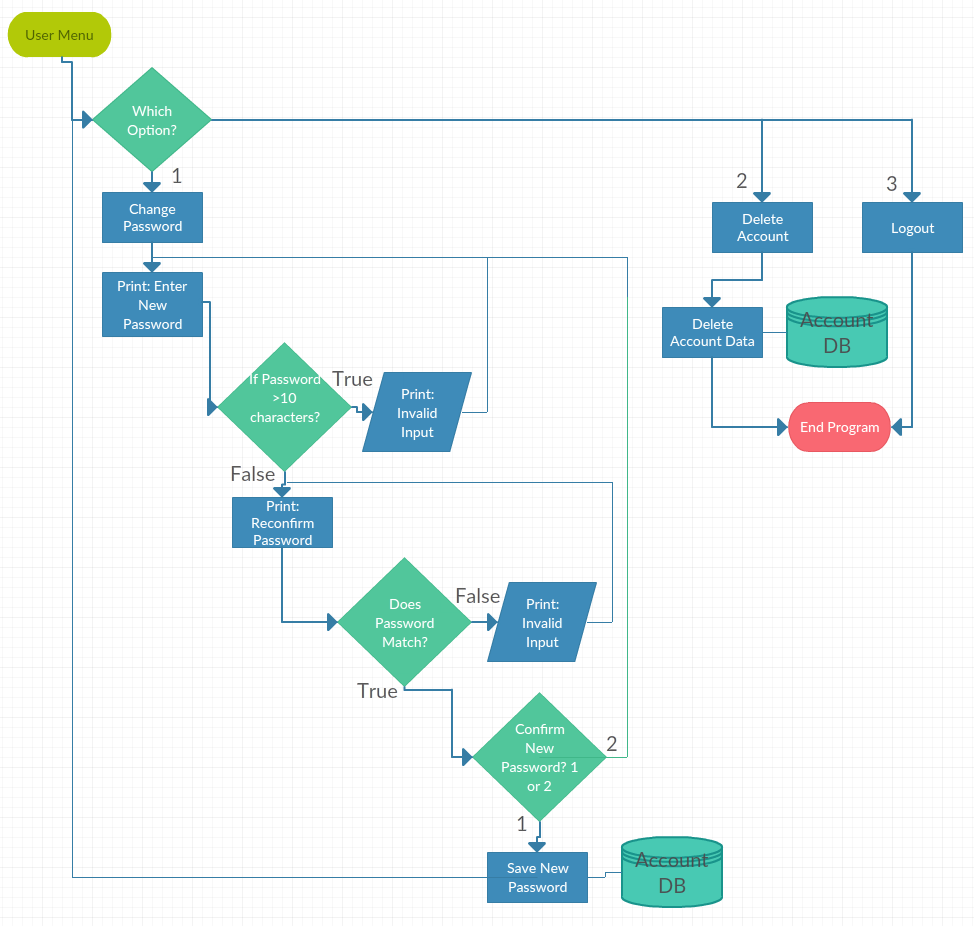 User Menu
Which
Option?
1
2
3
Change
Password
Delete
Account
Logout
Print: Enter
New
Password
Delete
Account Data
Account
DB
If Password
>10
characters?
True
Print:
Invalid
Input
End Program
False
Print:
Reconfirm
Password
Does
Password
Match?
False
Print:
Invalid
Input
True
Confirm
New
Password? 1
or 2
2
1
Save New
Password
Account
DB